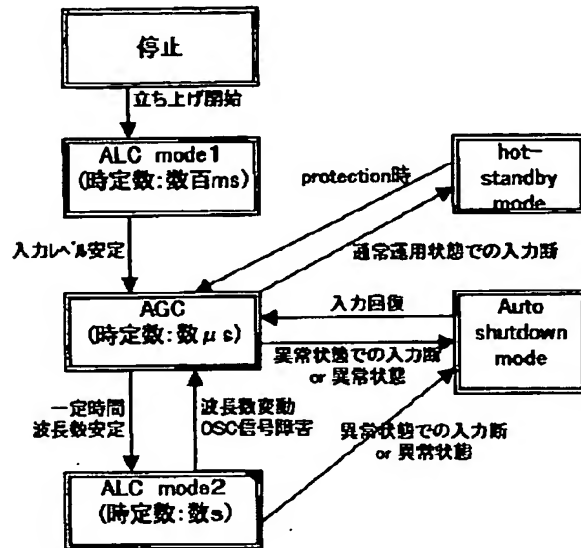 停止
立ち上げ開始
ALC mode1
(時定数:数百ms)
hot-
standby
mode
protection時
入力レベル安定
通常運用状態での入力断
AGC
(時定数:数μs)
入力回復
Auto
shutdown
mode
異常状態での入力断
or 異常状態
一定時間
波長数安定
波長数変動
OSC信号障害
異常状態での入力断
or 異常状態
ALC mode2
(時定数:数s)